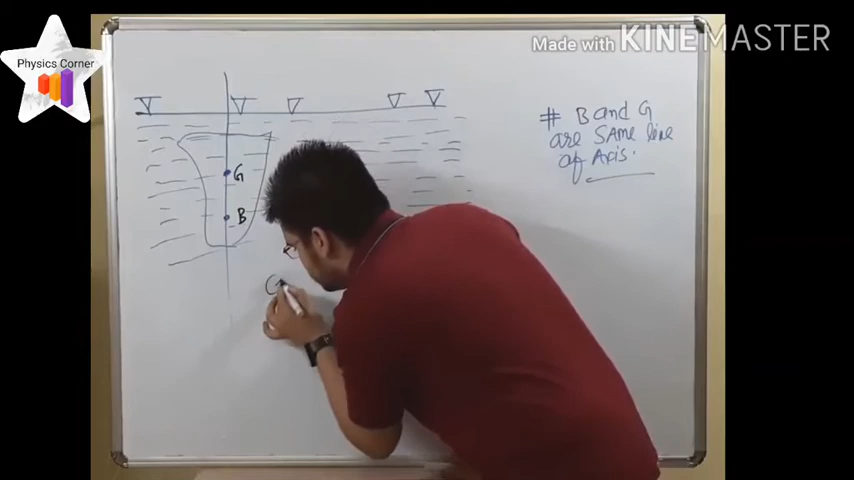 Physics Corner
Made with KINEMASTER
# B and G
are SAME line
of Axis.
G
B
G